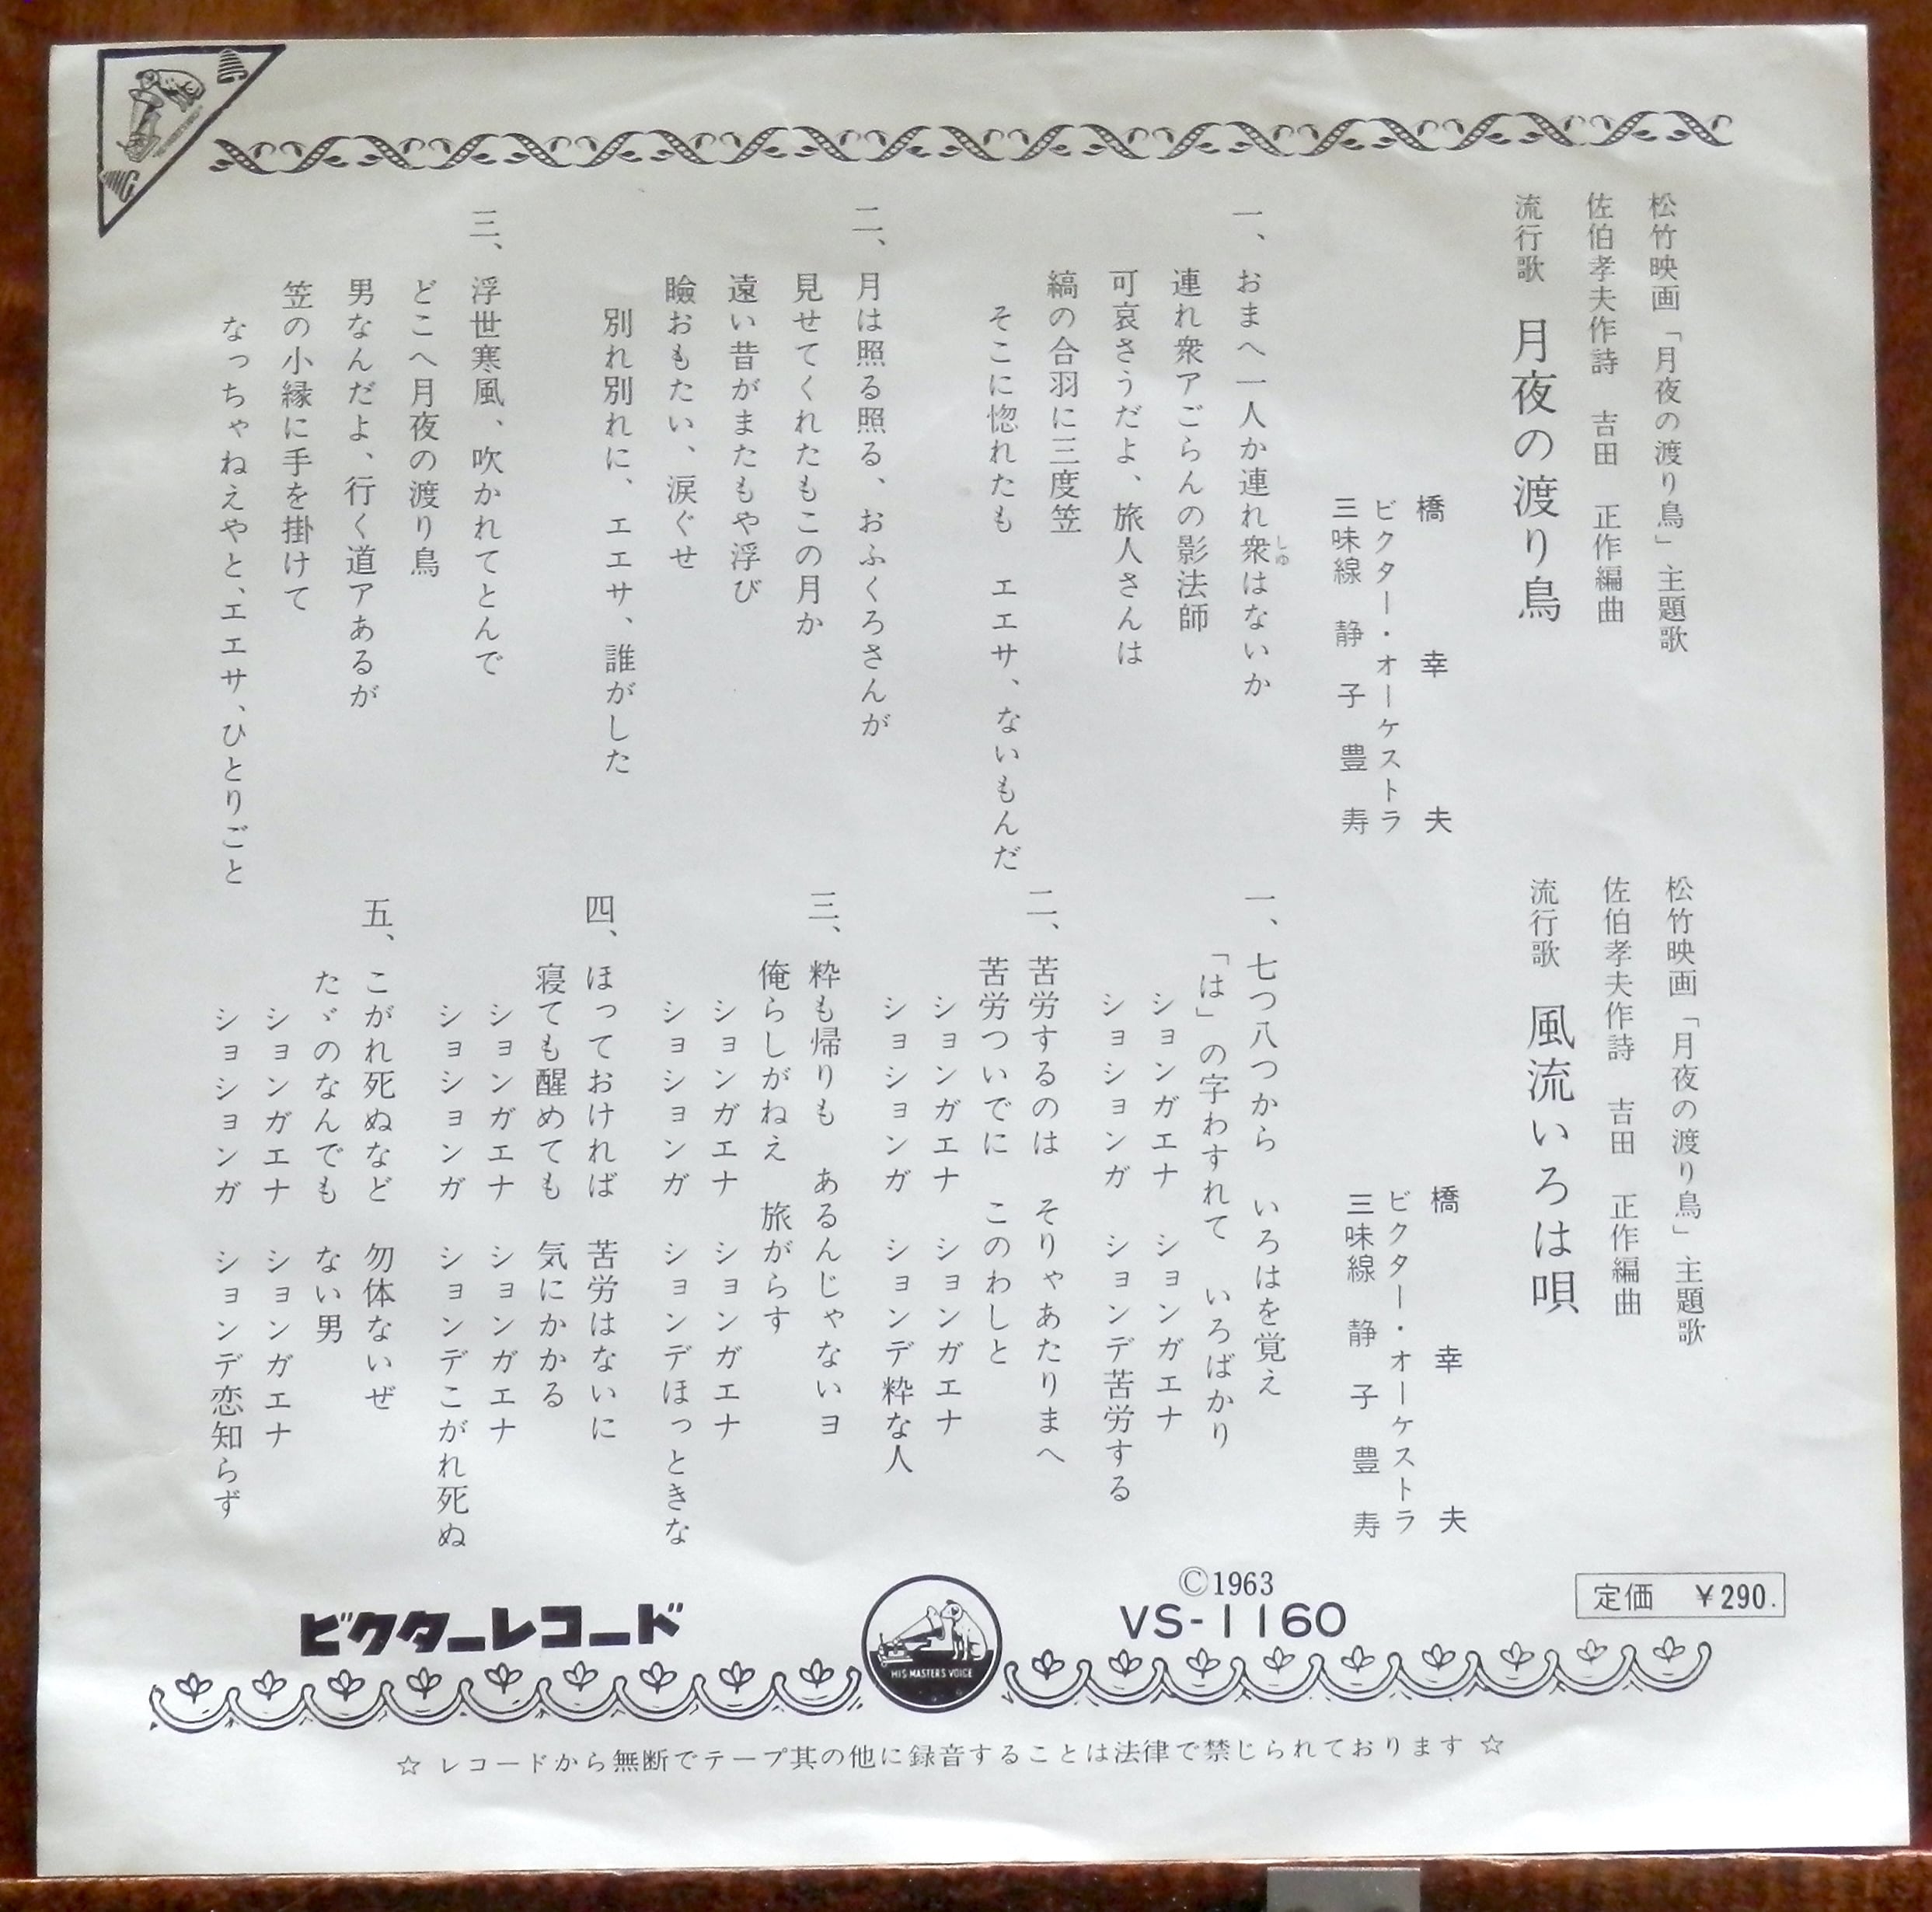 松竹映画「月夜の渡り鳥」主題歌
佐伯孝夫作詩　吉田　正作編曲
流行歌　月夜の渡り鳥
橋　幸　夫
ビクター・オーケストラ
三味線　静子　豊寿
一、おまへ一人か連れ衆はないか
しゆ
連れ衆アごらんの影法師
可哀さうだよ、旅人さんは
縞の合羽に三度笠
そこに惚れたも　エエサ、ないもんだ
二、月は照る照る、おふくろさんが
見せてくれたもこの月か
遠い昔がまたもや浮び
瞼おもたい、涙ぐせ
別れ別れに、エエサ、誰がした
三、浮世寒風、吹かれてとんで
どこへ月夜の渡り鳥
男なんだよ、行く道アあるが
笠の小縁に手を掛けて
なっちゃねえやと、エエサ、ひとりごと
松竹映画「月夜の渡り鳥」主題歌
佐伯孝夫作詩　吉田　正作編曲
流行歌　風流いろは唄
橋　幸　夫
ビクター・オーケストラ
三味線　静子　豊寿
一、七つ八つから　いろはを覚え
「は」の字わすれて　いろばかり
ションガエナ　ションガエナ
ショションガ　ションデ苦労する
二、苦労するのは　そりゃあたりまへ
苦労ついでに　このわしと
ションガエナ　ションガエナ
ショションガ　ションデ粋な人
三、粋も帰りも　あるんじゃないヨ
俺らしがねえ　旅がらす
ションガエナ　ションガエナ
ショションガ　ションデほっときな
四、ほっておければ　苦労はないに
寝ても醒めても　気にかかる
ションガエナ　ションガエナ
ショションガ　ションデこがれ死ぬ
五、こがれ死ぬなど　勿体ないぜ
たゞのなんでも　ない男
ションガエナ　ションガエナ
ショションガ　ションデ恋知らず
ビクターレコード
HIS MASTERS VOICE
©1963
VS-1160
定価　¥290.
☆ レコードから無断でテープ其の他に録音することは法律で禁じられております ☆